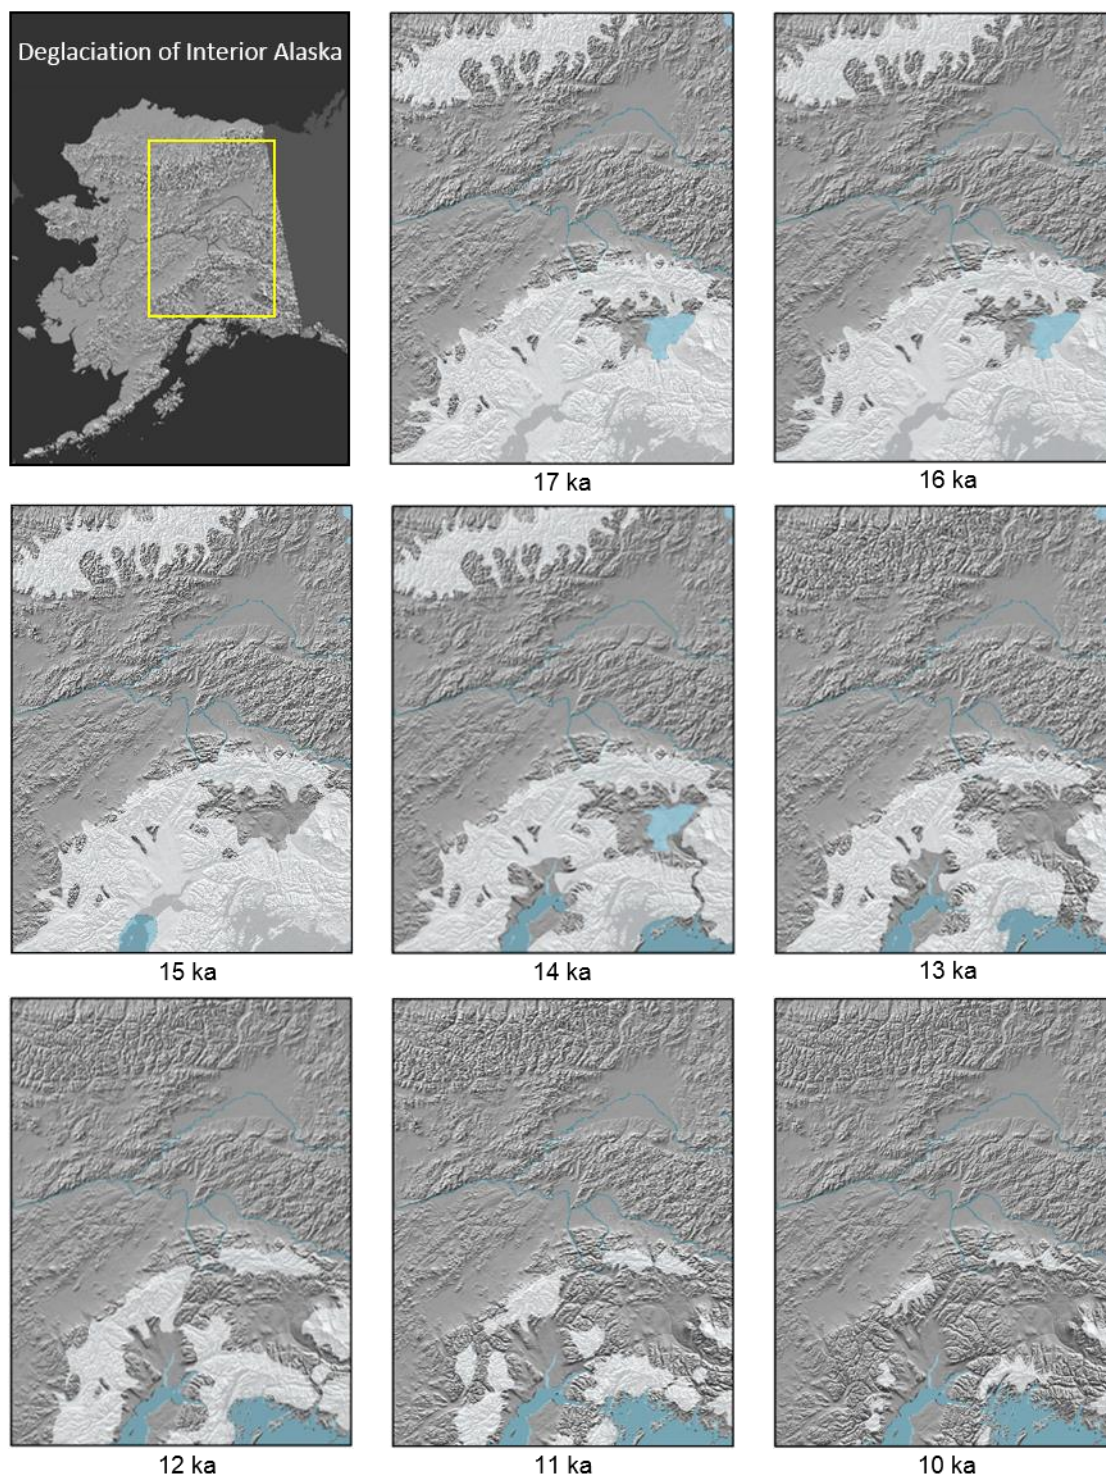 Deglaciation of Interior Alaska
17 ka
16 ka
15 ka
14 ka
13 ka
12 ka
11 ka
10 ka